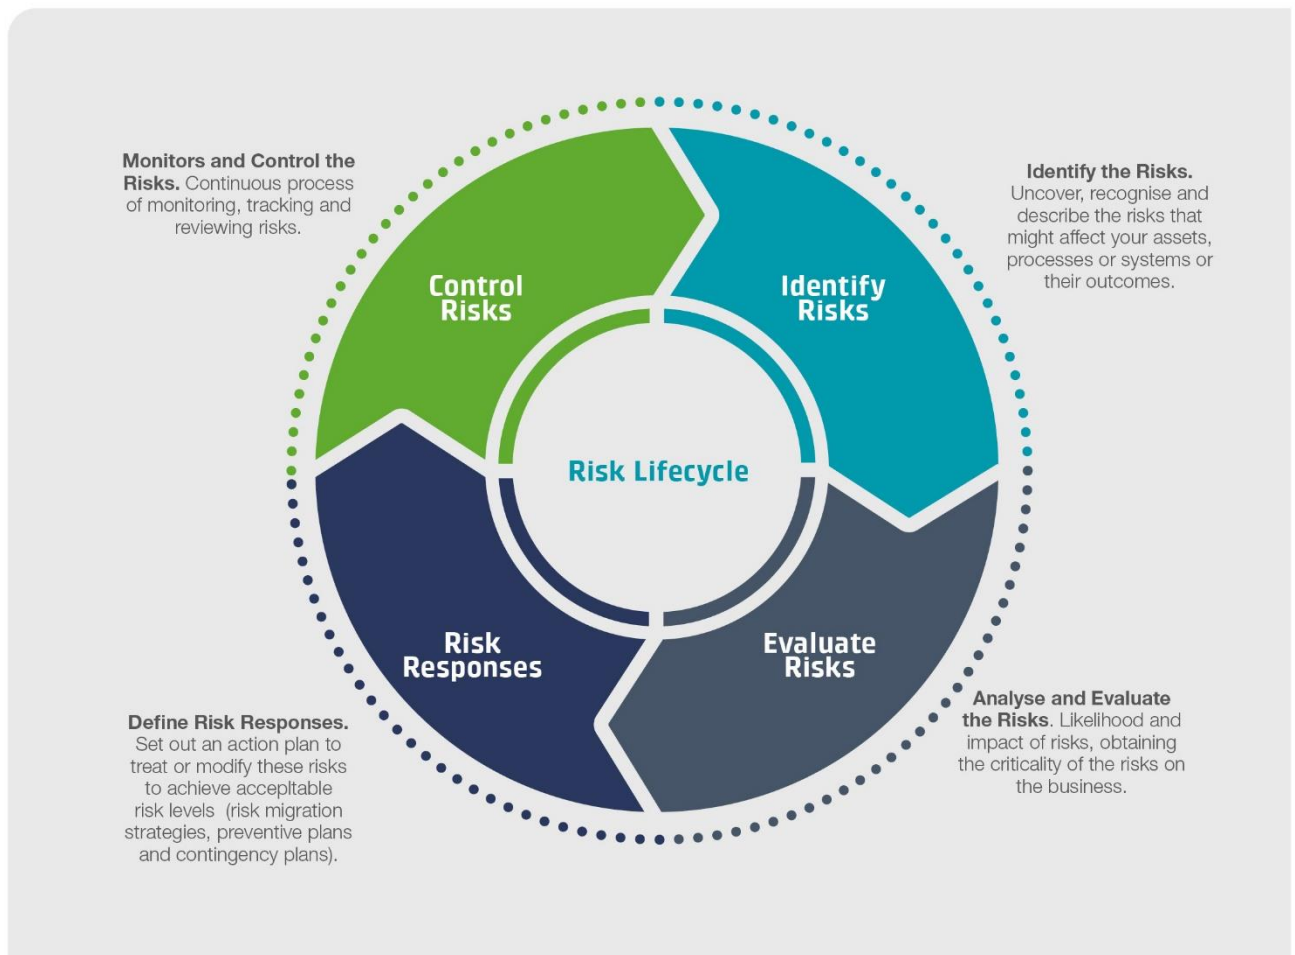 Monitors and Control the
Risks. Continuous process
of monitoring, tracking and
reviewing risks.
Identify the Risks.
Uncover, recognise and
describe the risks that
might affect your assets,
processes or systems or
their outcomes.
Control
Risks
Identify
Risks
Risk Lifecycle
Risk
Responses
Evaluate
Risks
Define Risk Responses.
Set out an action plan to
treat or modify these risks
to achieve accepltable
risk levels  (risk migration
strategies, preventive plans
and contingency plans).
Analyse and Evaluate
the Risks. Likelihood and
impact of risks, obtaining
the criticality of the risks on
the business.